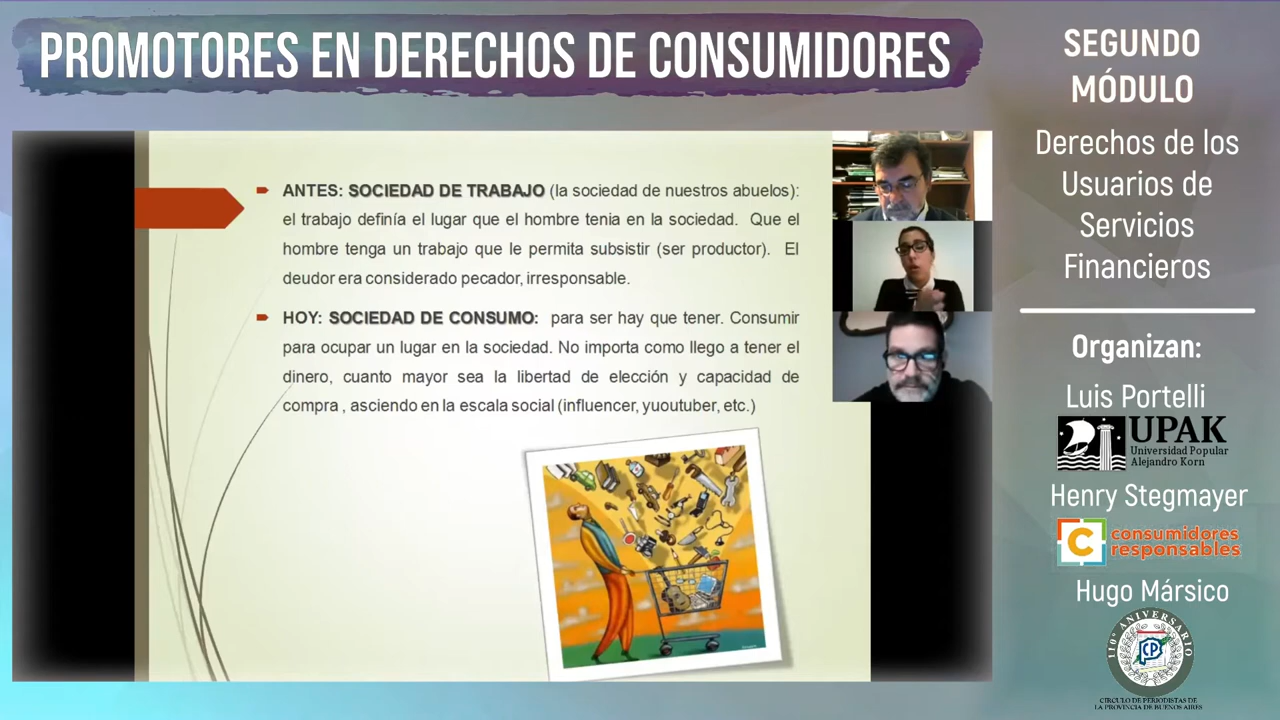 PROMOTORES EN DERECHOS DE CONSUMIDORES
ANTES: SOCIEDAD DE TRABAJO (la sociedad de nuestros abuelos):
el trabajo definía el lugar que el hombre tenia en la sociedad. Que el
hombre tenga un trabajo que le permita subsistir (ser productor). El
deudor era considerado pecador, irresponsable.
HOY: SOCIEDAD DE CONSUMO: para ser hay que tener. Consumir
para ocupar un lugar en la sociedad. No importa como llego a tener el
dinero, cuanto mayor sea la libertad de elección y capacidad de
compra , asciendo en la escala social (influencer, yuoutuber, etc.)
SEGUNDO
MÓDULO
Derechos de los
Usuarios de
Servicios
Financieros
Organizan:
Luis Portelli
UPAK
Universidad Popular
Alejandro Korn
Henry Stegmayer
C
consumidores
responsables
Hugo Mársico
110º ANIVERSARIO
CP
CIRCULO DE PERIODISTAS DE
LA PROVINCIA DE BUENOS AIRES